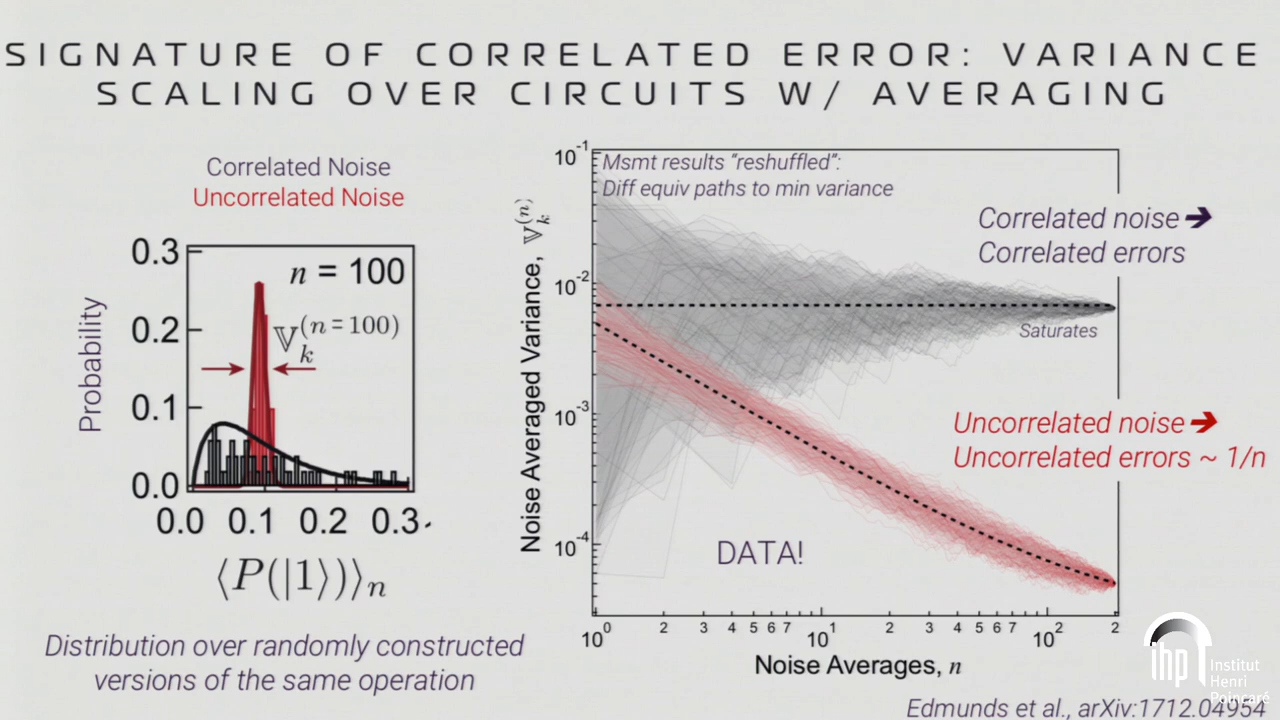 SIGNATURE OF CORRELATED ERROR: VARIANCE
SCALING OVER CIRCUITS W/ AVERAGING
Correlated Noise
Uncorrelated Noise
0.3
0.2
0.1
0.0
Probability
n = 100
𝕍ₖ⁽ⁿ⁼¹⁰⁰⁾
0.0 0.1 0.2 0.3
⟨P(|1⟩)⟩ₙ
Distribution over randomly constructed
versions of the same operation
Noise Averaged Variance, 𝕍ₖ⁽ⁿ⁾
10⁻¹
10⁻²
10⁻³
10⁻⁴
Msmt results "reshuffled":
Diff equiv paths to min variance
Correlated noise ➔
Correlated errors
Saturates
Uncorrelated noise ➔
Uncorrelated errors ~ 1/n
DATA!
10⁰ 2 3 4 5 6 7 10¹ 2 3 4 5 6 7 10² 2
Noise Averages, n
ihp
Institut
Henri
Poincaré
Edmunds et al., arXiv:1712.04954